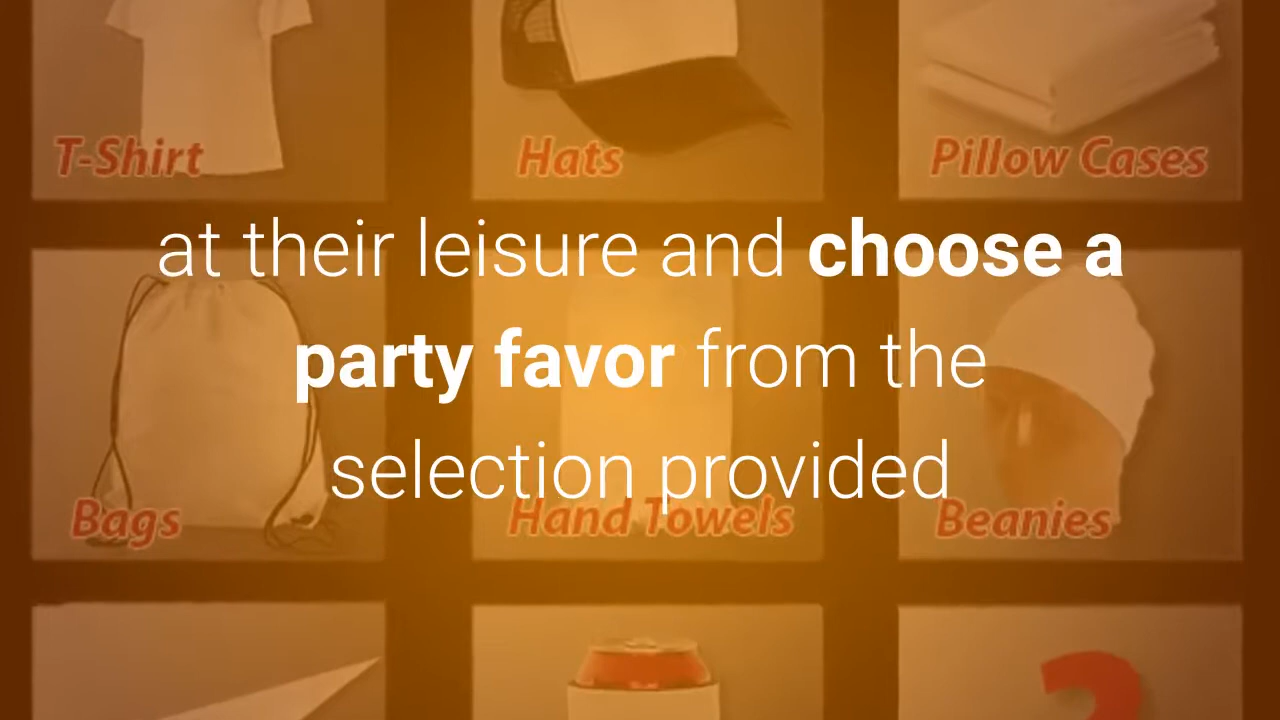 T-Shirt
Hats
Pillow Cases
at their leisure and choose a
party favor from the
selection provided
Bags
Hand Towels
Beanies
?